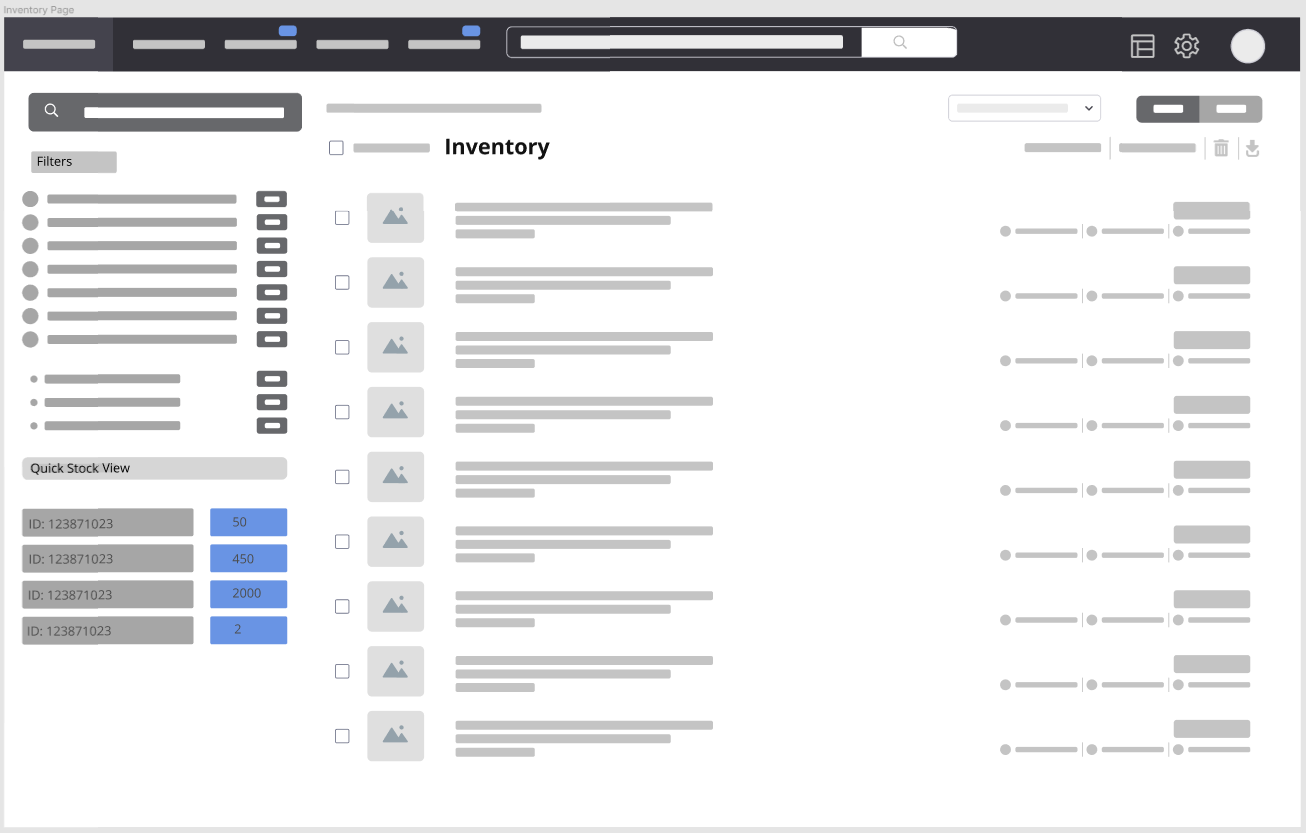 Inventory Page
Inventory
Filters
Quick Stock View
ID: 123871023
50
ID: 123871023
450
ID: 123871023
2000
ID: 123871023
2